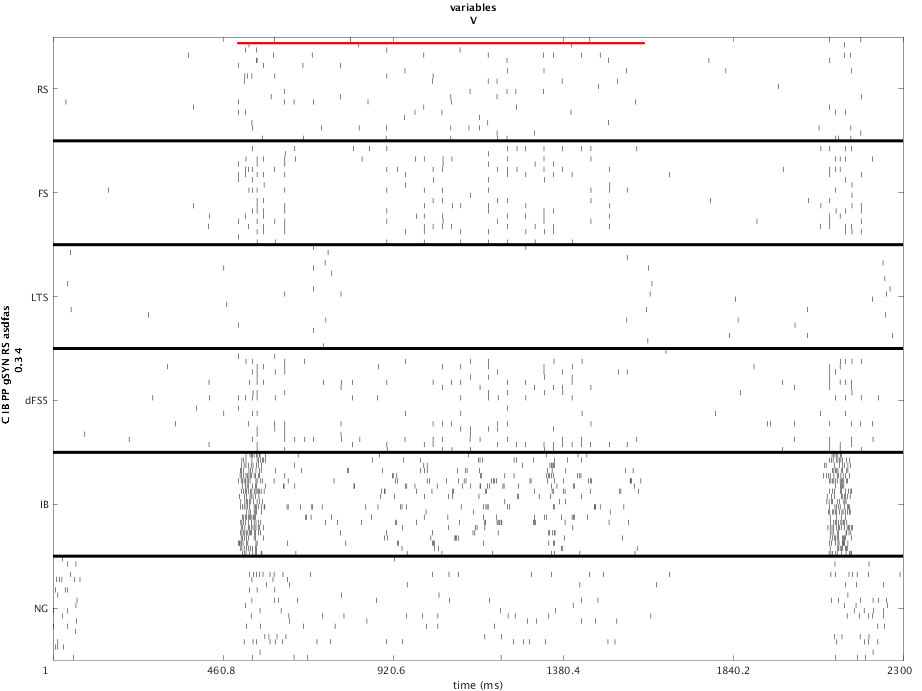 variables
V
RS
FS
LTS
dFS5
IB
NG
C IB PP gSYN RS asdfas
0.3 4
1
460.8
920.6
1380.4
1840.2
2300
time (ms)